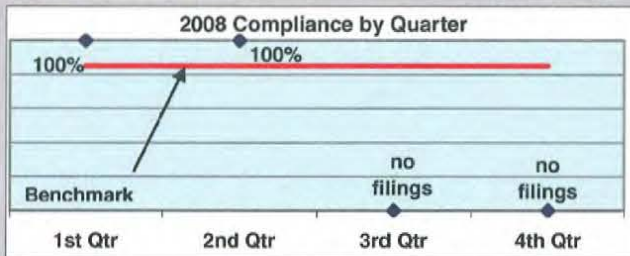 2008 Compliance by Quarter
100%
100%
no
filings
no
filings
Benchmark
1st Qtr 2nd Qtr 3rd Qtr 4th Qtr